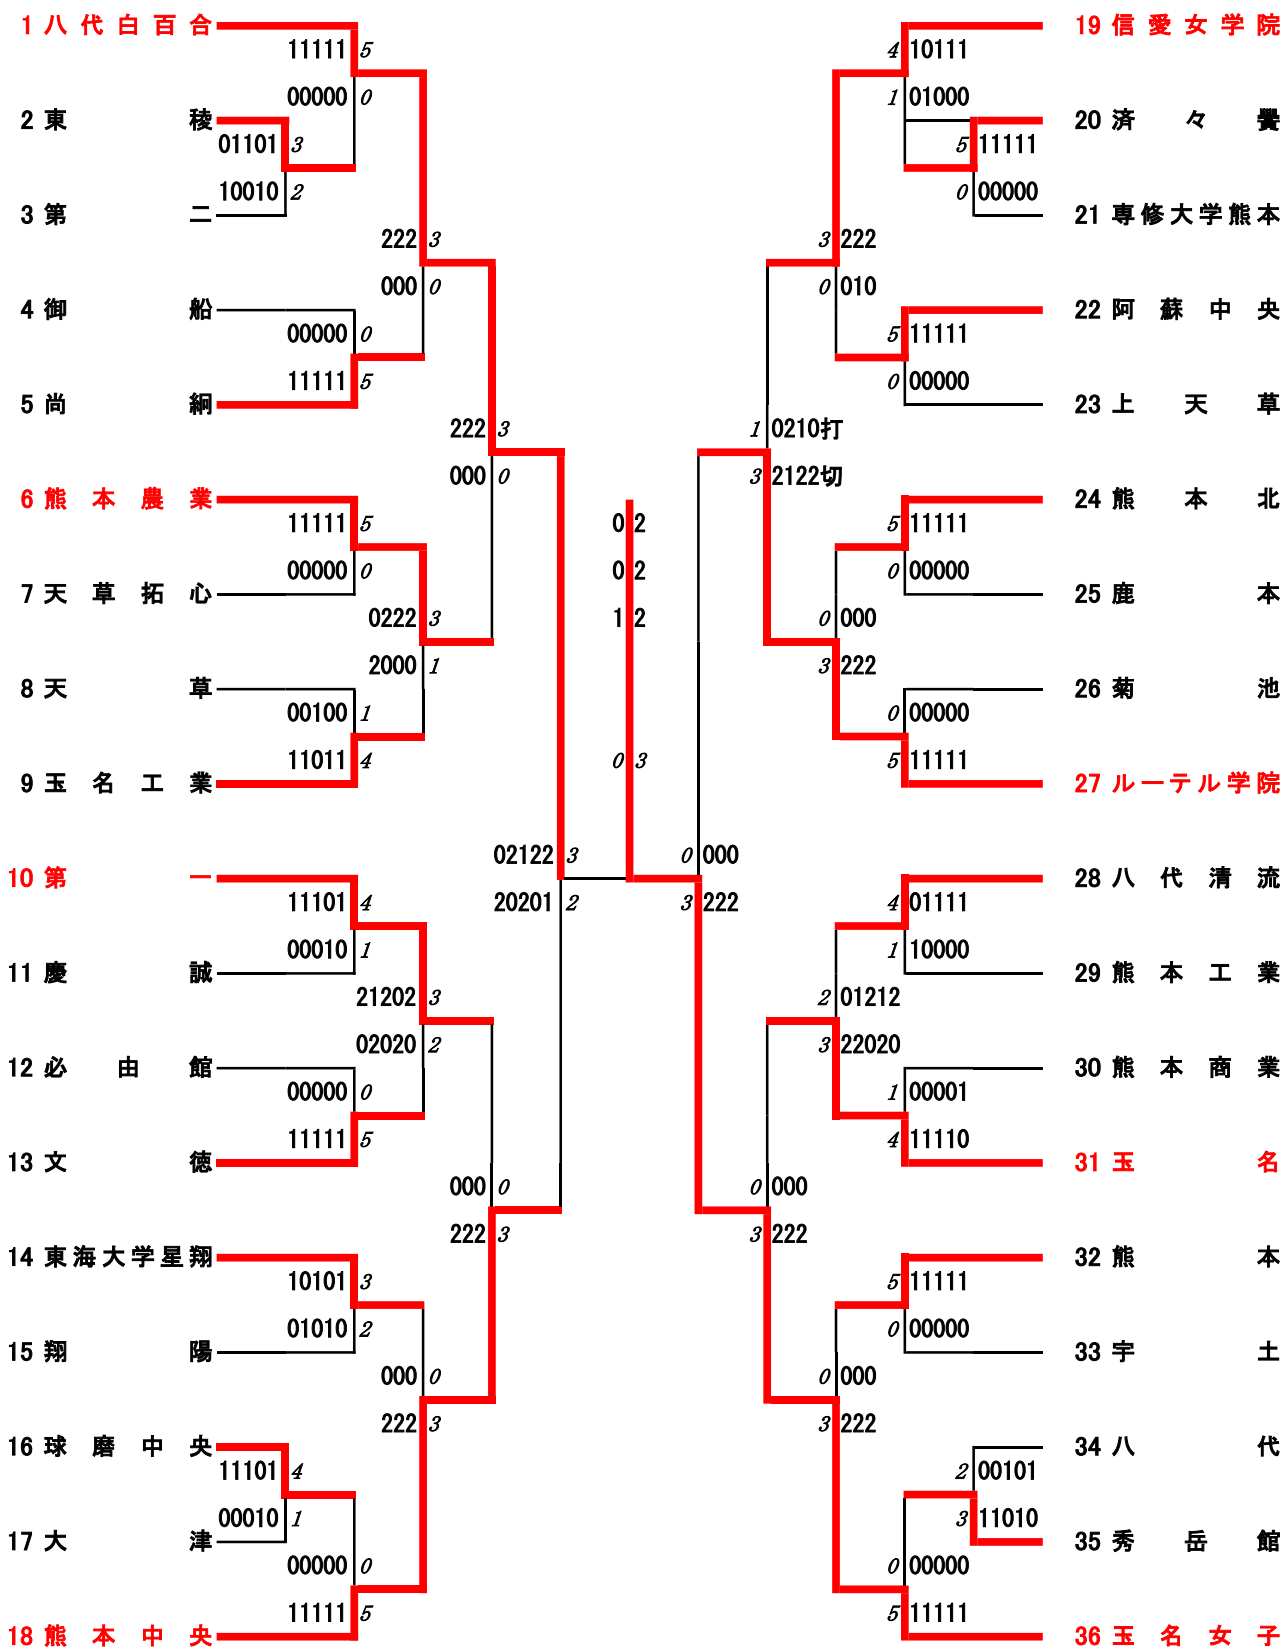 1 八代白百合
11111 5
00000 0
2 東稜
01101 3
10010 2
3 第二
222 3
000 0
4 御船
00000 0
11111 5
5 尚絅
222 3
000 0
6 熊本農業
11111 5
00000 0
7 天草拓心
0222 3
2000 1
8 天草
00100 1
11011 4
9 玉名工業
02122 3
20201 2
10 第一
11101 4
00010 1
11 慶誠
21202 3
02020 2
12 必由館
00000 0
11111 5
13 文徳
000 0
222 3
14 東海大学星翔
10101 3
01010 2
15 翔陽
000 0
222 3
16 球磨中央
11101 4
00010 1
17 大津
00000 0
11111 5
18 熊本中央
0 2
0 2
1 2
0 3
19 信愛女学院
4 10111
1 01000
20 済々黌
5 11111
0 00000
21 専修大学熊本
3 222
0 010
22 阿蘇中央
5 11111
0 00000
23 上天草
1 0210打
3 2122切
24 熊本北
5 11111
0 00000
25 鹿本
0 000
3 222
26 菊池
0 00000
5 11111
27 ルーテル学院
0 000
3 222
28 八代清流
4 01111
1 10000
29 熊本工業
2 01212
3 22020
30 熊本商業
1 00001
4 11110
31 玉名
0 000
3 222
32 熊本
5 11111
0 00000
33 宇土
0 000
3 222
34 八代
2 00101
3 11010
35 秀岳館
0 00000
5 11111
36 玉名女子